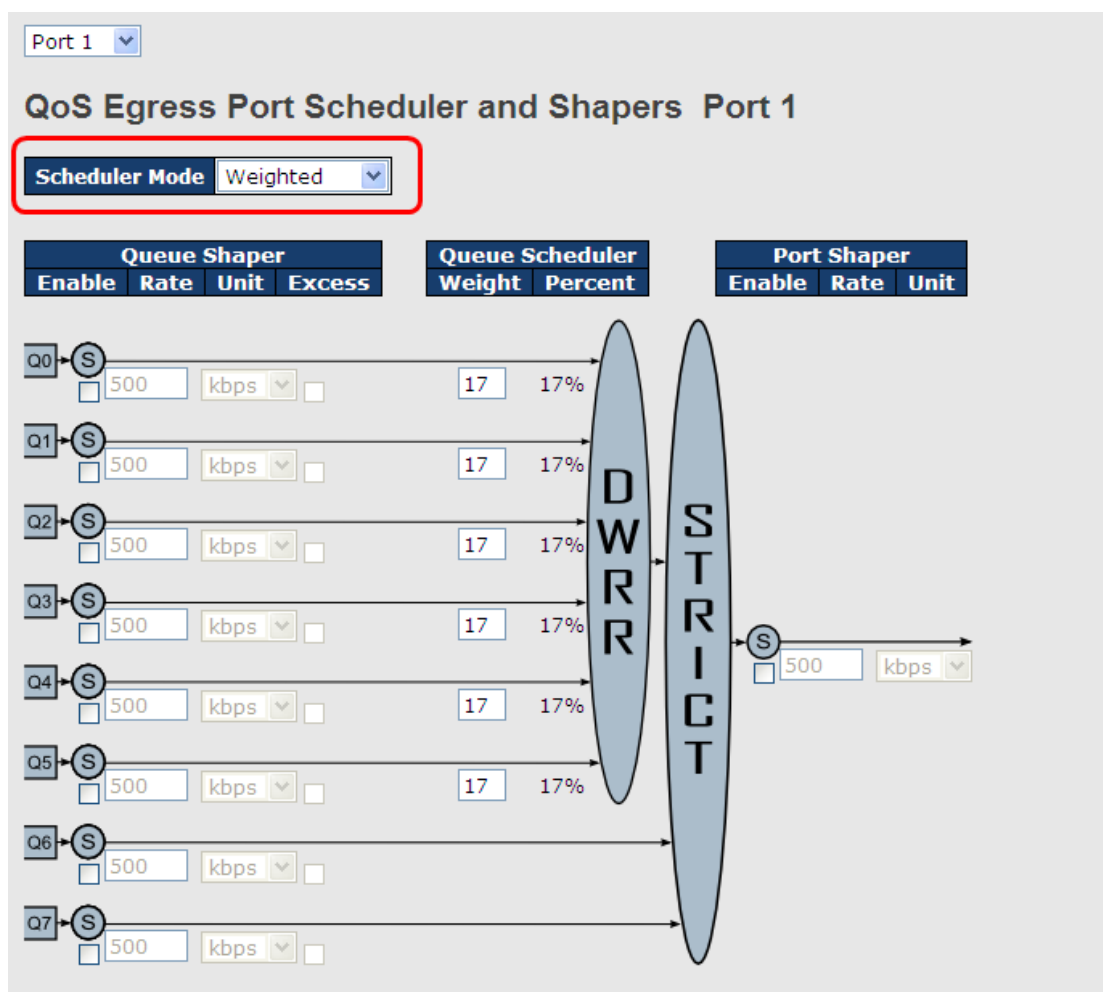 Port 1
QoS Egress Port Scheduler and Shapers Port 1
Scheduler Mode Weighted
Queue Shaper Queue Scheduler Port Shaper
Enable Rate Unit Excess Weight Percent Enable Rate Unit
Q0 S
500 kbps 17 17%
Q1 S
500 kbps 17 17%
Q2 S
500 kbps 17 17%
Q3 S
500 kbps 17 17%
Q4 S
500 kbps 17 17%
Q5 S
500 kbps 17 17%
Q6 S
500 kbps
Q7 S
500 kbps
DWRR
STRICT
S
500 kbps